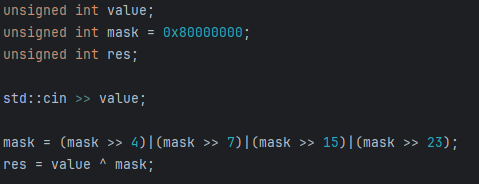 unsigned int value;
unsigned int mask = 0x80000000;
unsigned int res;
std::cin >> value;
mask = (mask >> 4)|(mask >> 7)|(mask >> 15)|(mask >> 23);
res = value ^ mask;